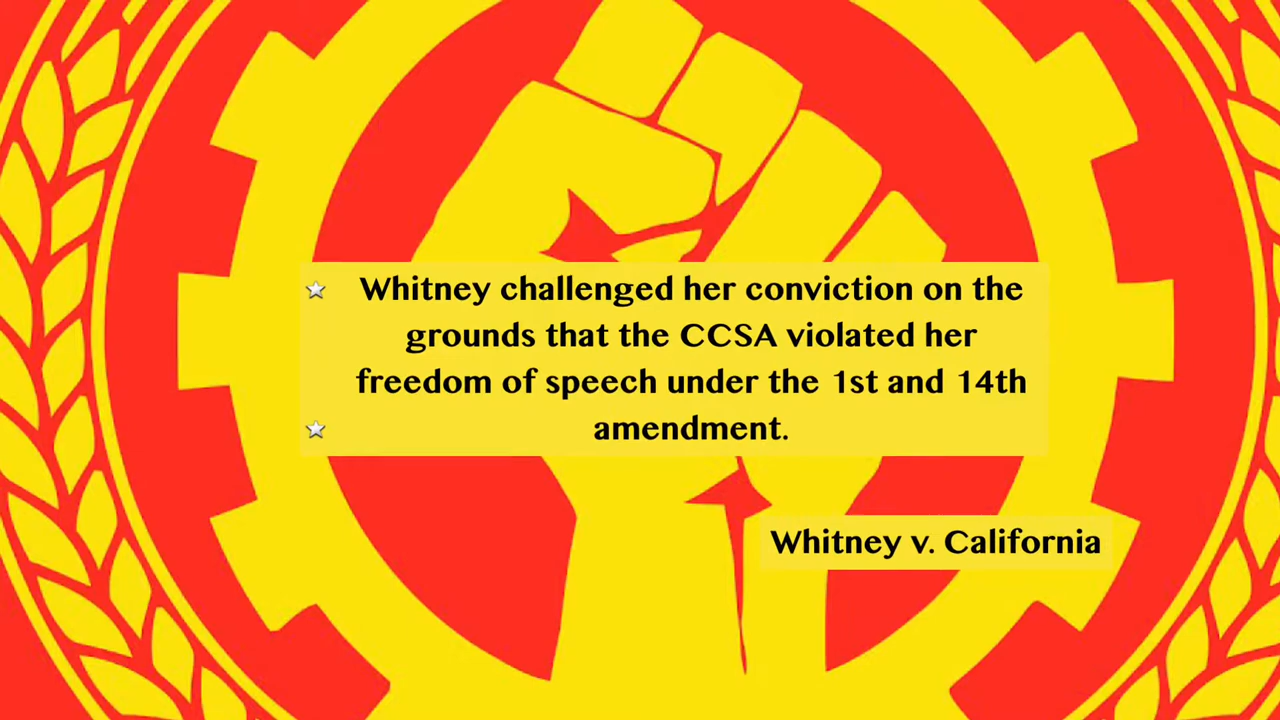 Whitney challenged her conviction on the
grounds that the CCSA violated her
freedom of speech under the 1st and 14th
amendment.
Whitney v. California